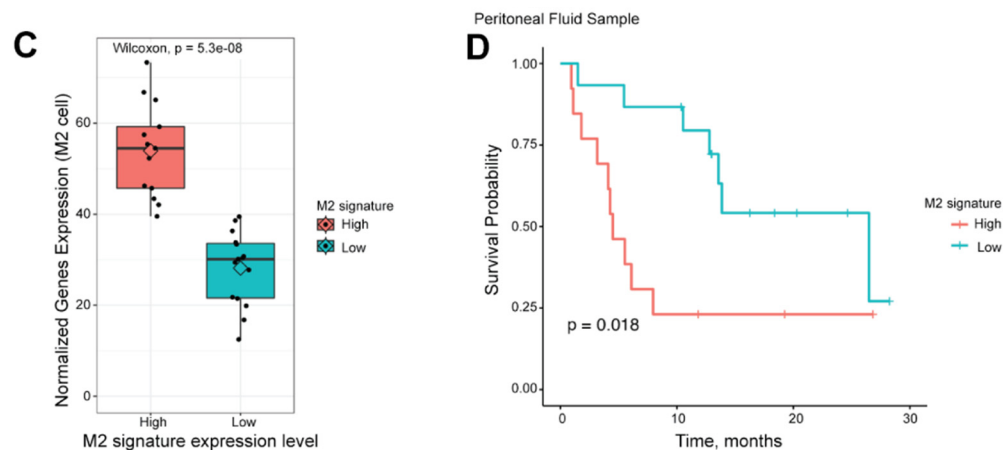 Peritoneal Fluid Sample
C
Wilcoxon, p = 5.3e-08
Normalized Genes Expression (M2 cell)
60
40
20
0
High
Low
M2 signature expression level
M2 signature
High
Low
D
Survival Probability
1.00
0.75
0.50
0.25
0.00
p = 0.018
0
10
20
30
Time, months
M2 signature
High
Low